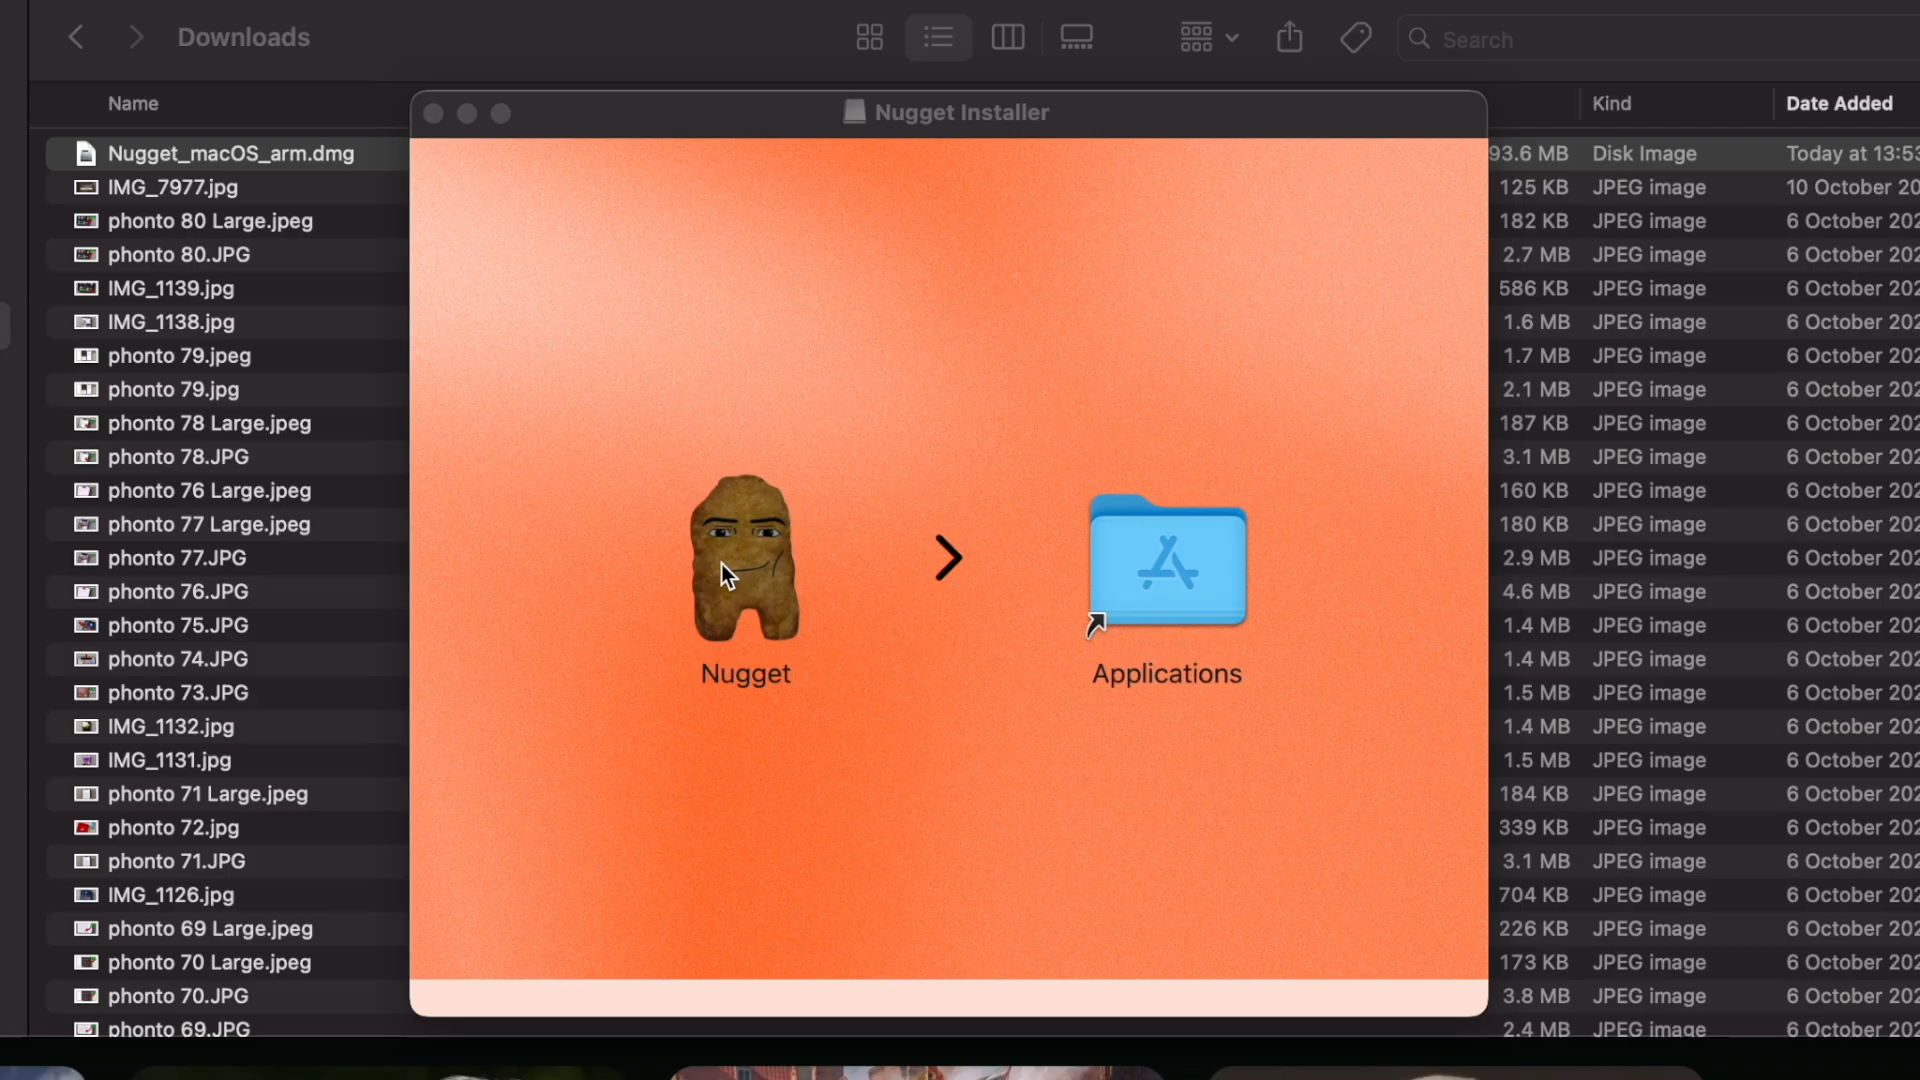 Downloads
Search
Name
Kind
Date Added
Nugget Installer
Nugget_macOS_arm.dmg
93.6 MB Disk Image Today at 13:53
IMG_7977.jpg
125 KB JPEG image 10 October 20
phonto 80 Large.jpeg
182 KB JPEG image 6 October 202
phonto 80.JPG
2.7 MB JPEG image 6 October 202
IMG_1139.jpg
586 KB JPEG image 6 October 202
IMG_1138.jpg
1.6 MB JPEG image 6 October 202
phonto 79.jpeg
1.7 MB JPEG image 6 October 202
phonto 79.jpg
2.1 MB JPEG image 6 October 202
phonto 78 Large.jpeg
187 KB JPEG image 6 October 202
phonto 78.JPG
3.1 MB JPEG image 6 October 202
phonto 76 Large.jpeg
160 KB JPEG image 6 October 202
phonto 77 Large.jpeg
180 KB JPEG image 6 October 202
phonto 77.JPG
2.9 MB JPEG image 6 October 202
phonto 76.JPG
4.6 MB JPEG image 6 October 202
phonto 75.JPG
1.4 MB JPEG image 6 October 202
phonto 74.JPG
1.4 MB JPEG image 6 October 202
Nugget
Applications
phonto 73.JPG
1.5 MB JPEG image 6 October 202
IMG_1132.jpg
1.4 MB JPEG image 6 October 202
IMG_1131.jpg
1.5 MB JPEG image 6 October 202
phonto 71 Large.jpeg
184 KB JPEG image 6 October 202
phonto 72.jpg
339 KB JPEG image 6 October 202
phonto 71.JPG
3.1 MB JPEG image 6 October 202
IMG_1126.jpg
704 KB JPEG image 6 October 202
phonto 69 Large.jpeg
226 KB JPEG image 6 October 202
phonto 70 Large.jpeg
173 KB JPEG image 6 October 202
phonto 70.JPG
3.8 MB JPEG image 6 October 202
phonto 69.JPG
2.4 MB JPEG image 6 October 202